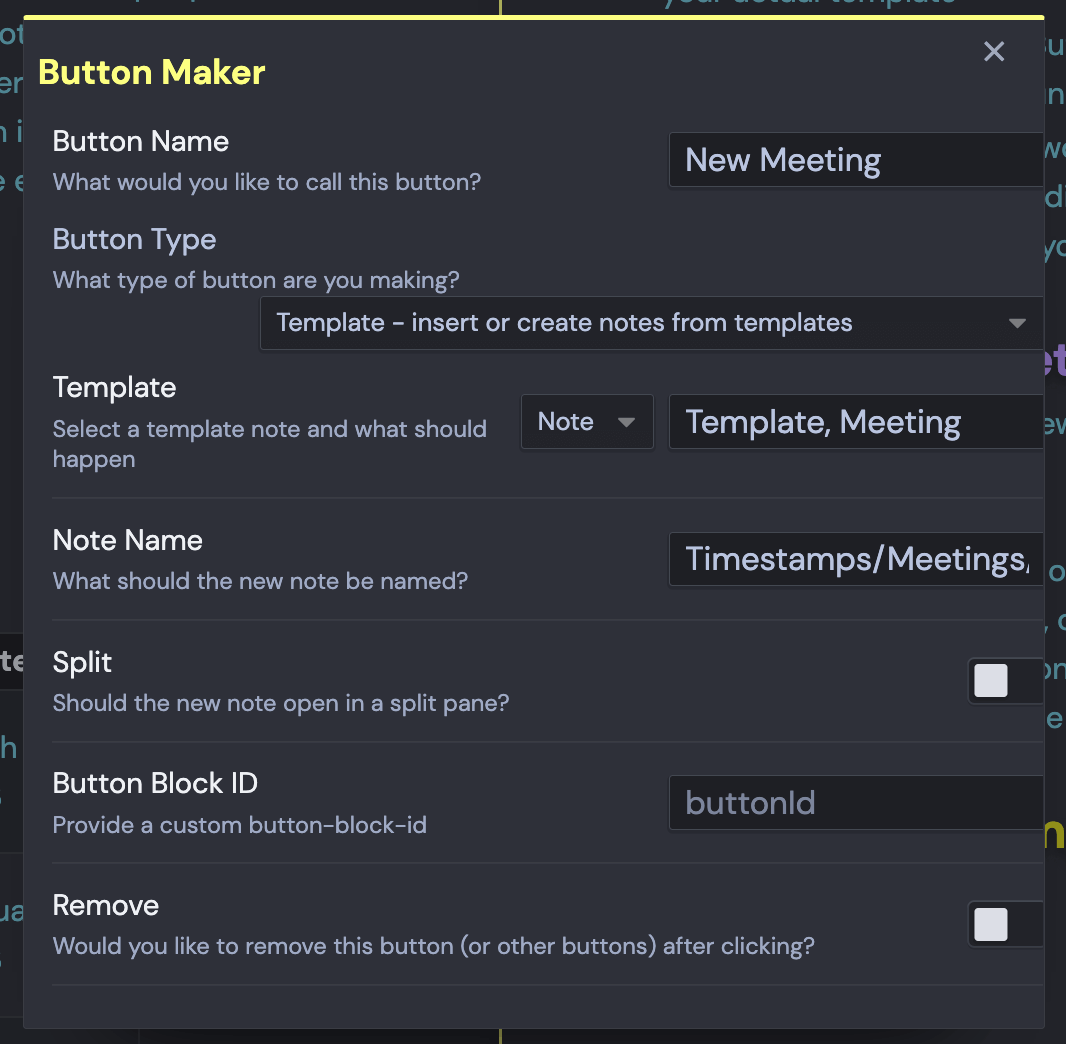 your actual template
Button Maker
Button Name
What would you like to call this button?
New Meeting
Button Type
What type of button are you making?
Template - insert or create notes from templates
Template
Select a template note and what should
happen
Note
Template, Meeting
Note Name
What should the new note be named?
Timestamps/Meetings/
Split
Should the new note open in a split pane?
Button Block ID
Provide a custom button-block-id
buttonId
Remove
Would you like to remove this button (or other buttons) after clicking?